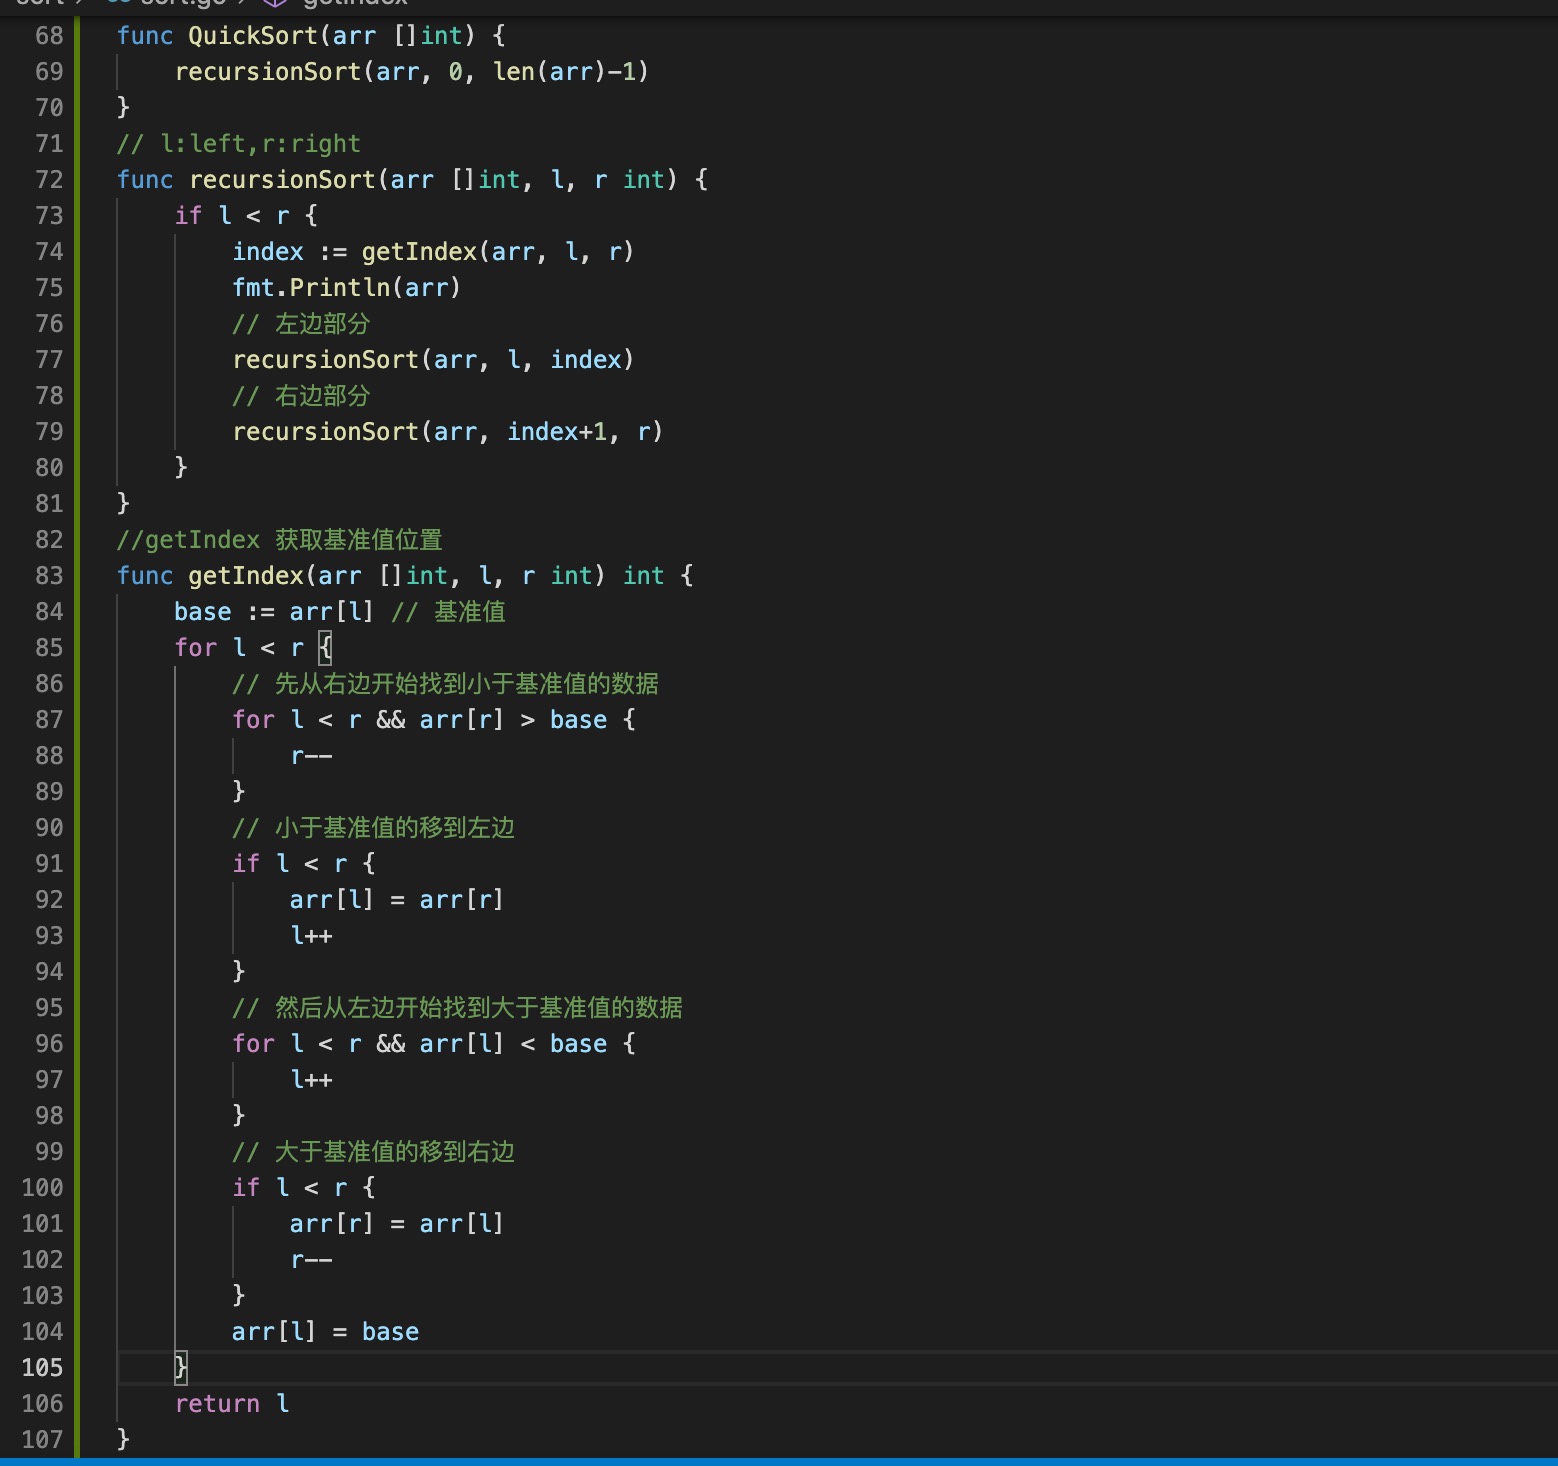 sort > sort.go > getIndex
68 func QuickSort(arr []int) {
69     recursionSort(arr, 0, len(arr)-1)
70 }
71 // l:left,r:right
72 func recursionSort(arr []int, l, r int) {
73     if l < r {
74         index := getIndex(arr, l, r)
75         fmt.Println(arr)
76         // 左边部分
77         recursionSort(arr, l, index)
78         // 右边部分
79         recursionSort(arr, index+1, r)
80     }
81 }
82 //getIndex 获取基准值位置
83 func getIndex(arr []int, l, r int) int {
84     base := arr[l] // 基准值
85     for l < r {
86         // 先从右边开始找到小于基准值的数据
87         for l < r && arr[r] > base {
88             r--
89         }
90         // 小于基准值的移到左边
91         if l < r {
92             arr[l] = arr[r]
93             l++
94         }
95         // 然后从左边开始找到大于基准值的数据
96         for l < r && arr[l] < base {
97             l++
98         }
99         // 大于基准值的移到右边
100         if l < r {
101             arr[r] = arr[l]
102             r--
103         }
104         arr[l] = base
105     }
106     return l
107 }